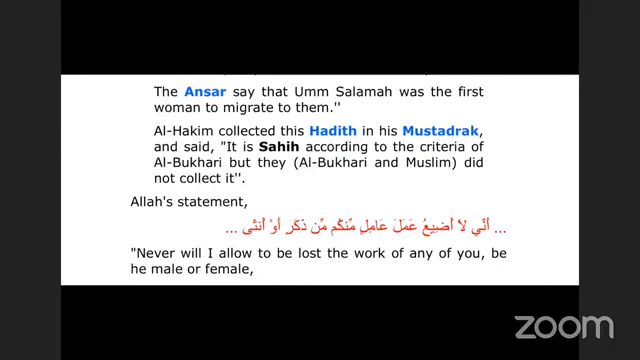 The Ansar say that Umm Salamah was the first
woman to migrate to them.''
Al-Hakim collected this Hadith in his Mustadrak,
and said, "It is Sahih according to the criteria of
Al-Bukhari but they (Al-Bukhari and Muslim) did
not collect it''.
Allah's statement,
... أَنِّي لاَ أُضِيعُ عَمَلَ عَامِلٍ مِّنكُم مِّن ذَكَرٍ أَوْ أُنثَى ...
"Never will I allow to be lost the work of any of you, be
he male or female,
zoom